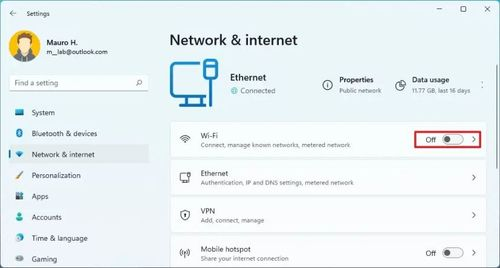 Settings
Mauro H.
m__lab@outlook.com
Find a setting
System
Bluetooth & devices
Network & internet
Personalization
Apps
Accounts
Time & language
Gaming
Network & internet
Ethernet
Connected
Properties
Public network
Data usage
11.77 GB, last 16 days
Wi-Fi
Connect, manage known networks, metered network
Off
Ethernet
Authentication, IP and DNS settings, metered network
VPN
Add, connect, manage
Mobile hotspot
Share your internet connection
Off